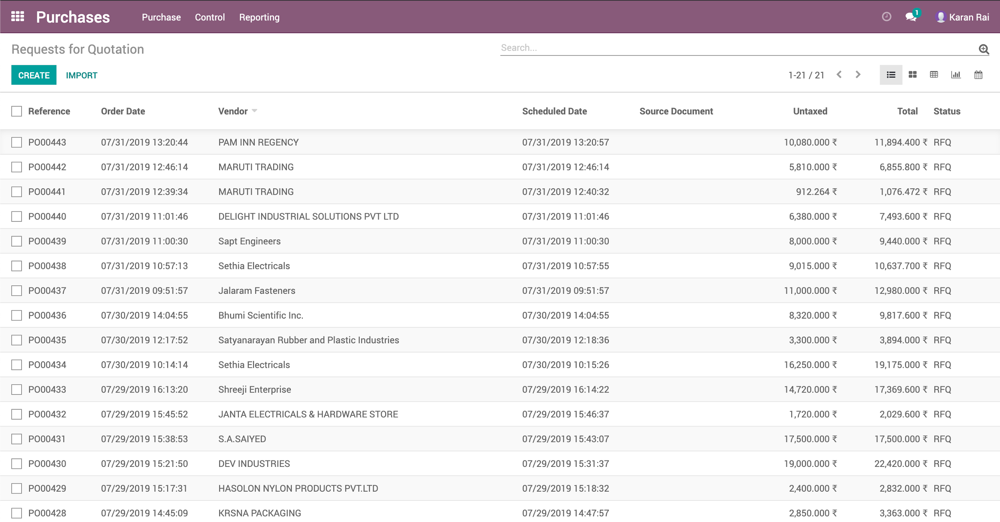 Purchases Purchase Control Reporting 1 Karan Rai
Requests for Quotation Search...
CREATE IMPORT 1-21 / 21
Reference Order Date Vendor Scheduled Date Source Document Untaxed Total Status
PO00443 07/31/2019 13:20:44 PAM INN REGENCY 07/31/2019 13:20:57 10,080.000 ₹ 11,894.400 ₹ RFQ
PO00442 07/31/2019 12:46:14 MARUTI TRADING 07/31/2019 12:46:14 5,810.000 ₹ 6,855.800 ₹ RFQ
PO00441 07/31/2019 12:39:34 MARUTI TRADING 07/31/2019 12:40:32 912.264 ₹ 1,076.472 ₹ RFQ
PO00440 07/31/2019 11:01:46 DELIGHT INDUSTRIAL SOLUTIONS PVT LTD 07/31/2019 11:01:46 6,380.000 ₹ 7,493.600 ₹ RFQ
PO00439 07/31/2019 11:00:30 Sapt Engineers 07/31/2019 11:00:30 8,000.000 ₹ 9,440.000 ₹ RFQ
PO00438 07/31/2019 10:57:13 Sethia Electricals 07/31/2019 10:57:55 9,015.000 ₹ 10,637.700 ₹ RFQ
PO00437 07/31/2019 09:51:57 Jalaram Fasteners 07/31/2019 09:51:57 11,000.000 ₹ 12,980.000 ₹ RFQ
PO00436 07/30/2019 14:04:55 Bhumi Scientific Inc. 07/30/2019 14:04:55 8,320.000 ₹ 9,817.600 ₹ RFQ
PO00435 07/30/2019 12:17:52 Satyanarayan Rubber and Plastic Industries 07/30/2019 12:18:36 3,300.000 ₹ 3,894.000 ₹ RFQ
PO00434 07/30/2019 10:14:14 Sethia Electricals 07/30/2019 10:15:26 16,250.000 ₹ 19,175.000 ₹ RFQ
PO00433 07/29/2019 16:13:20 Shreeji Enterprise 07/29/2019 16:14:22 14,720.000 ₹ 17,369.600 ₹ RFQ
PO00432 07/29/2019 15:45:52 JANTA ELECTRICALS & HARDWARE STORE 07/29/2019 15:46:37 1,720.000 ₹ 2,029.600 ₹ RFQ
PO00431 07/29/2019 15:38:53 S.A.SAIYED 07/29/2019 15:43:07 17,500.000 ₹ 17,500.000 ₹ RFQ
PO00430 07/29/2019 15:21:50 DEV INDUSTRIES 07/29/2019 15:31:37 19,000.000 ₹ 22,420.000 ₹ RFQ
PO00429 07/29/2019 15:17:31 HASOLON NYLON PRODUCTS PVT.LTD 07/29/2019 15:18:32 2,400.000 ₹ 2,832.000 ₹ RFQ
PO00428 07/29/2019 14:45:09 KRSNA PACKAGING 07/29/2019 14:47:57 2,850.000 ₹ 3,363.000 ₹ RFQ